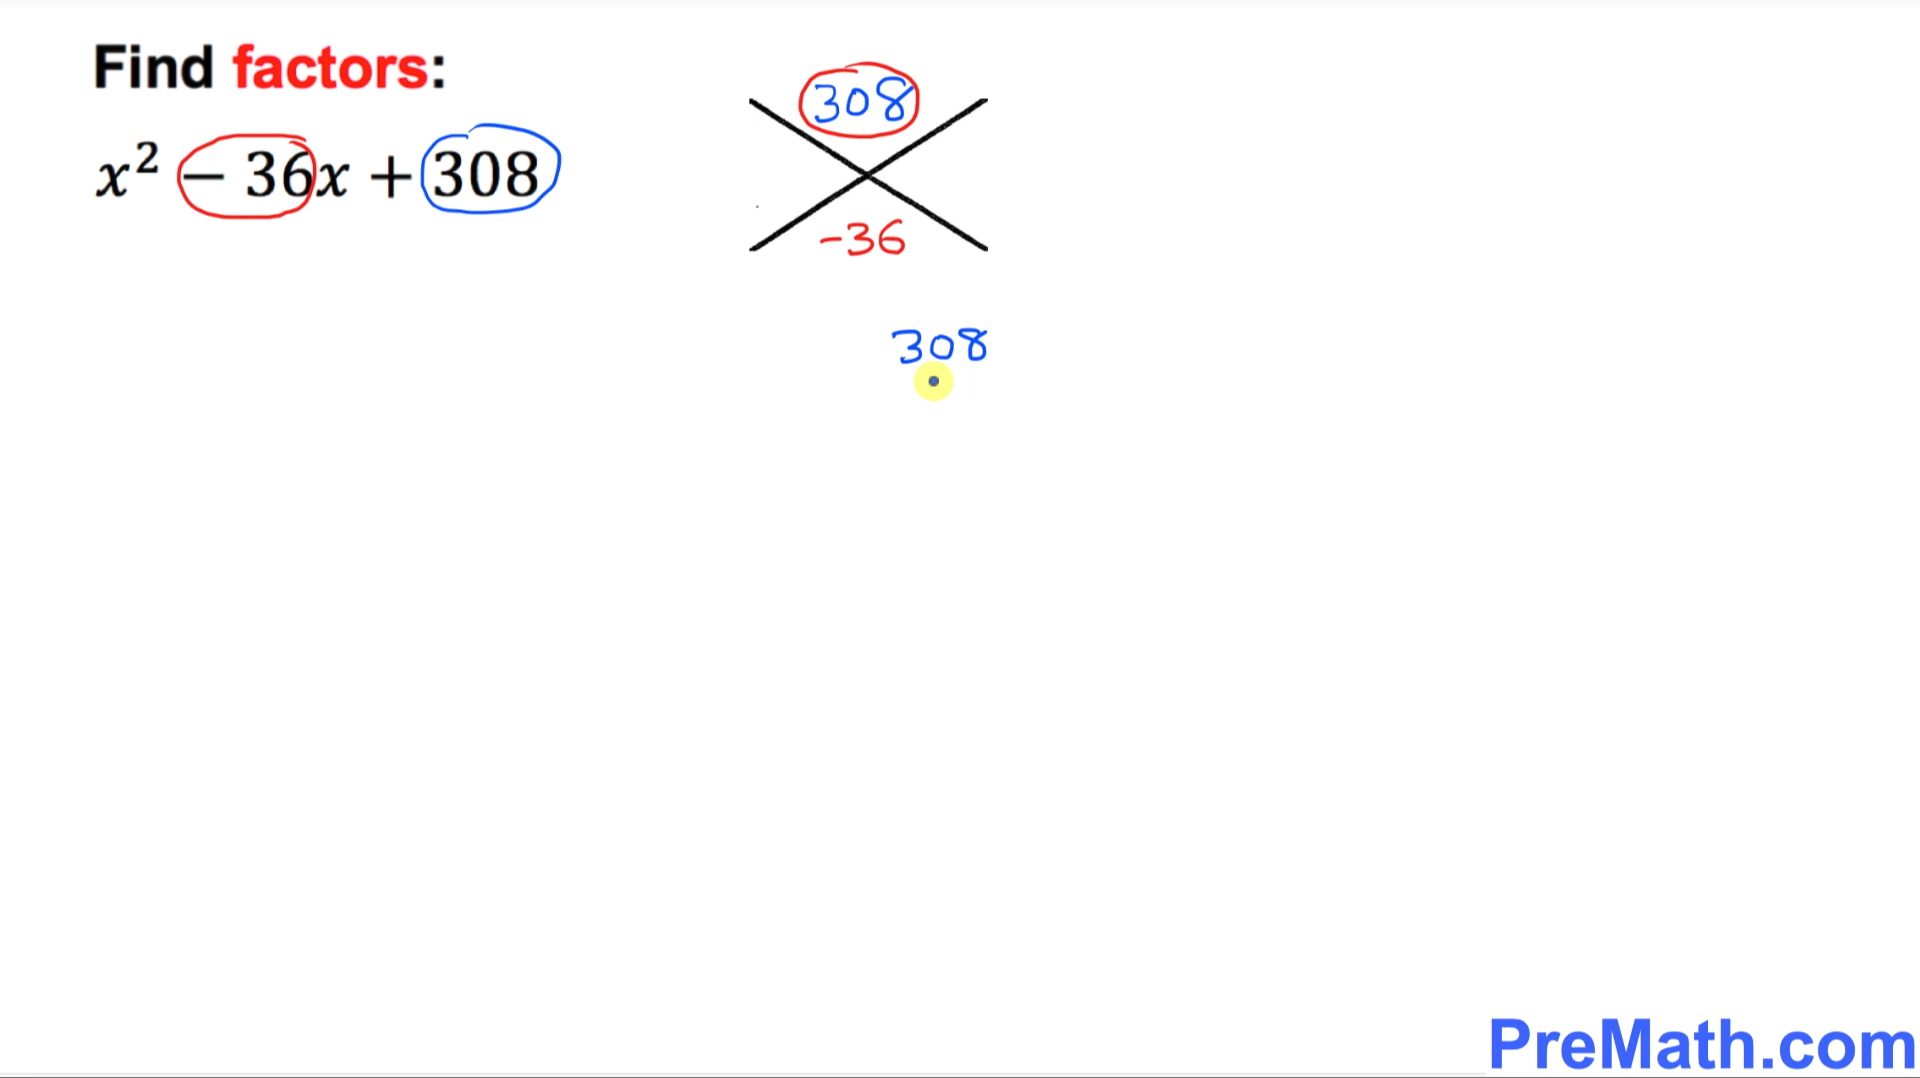 Find factors:
x² − 36x + 308
308
-36
308
PreMath.com